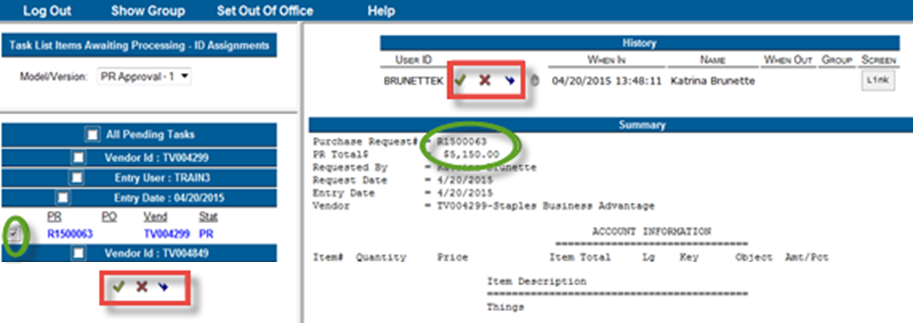 Log Out Show Group Set Out Of Office Help
Task List Items Awaiting Processing - ID Assignments
Model/Version: PR Approval - 1
All Pending Tasks
Vendor Id : TV004299
Entry User : TRAIN3
Entry Date : 04/20/2015
PR PO Vend Stat
R1500063 TV004299 PR
Vendor Id : TV004849
History
User ID When In Name When Out Group Screen
BRUNETTEK 04/20/2015 13:48:11 Katrina Brunette Link
Summary
Purchase Request# = R1500063
PR Total$ = $5,150.00
Requested By = Katrina Brunette
Request Date = 4/20/2015
Entry Date = 4/20/2015
Vendor = TV004299-Staples Business Advantage
ACCOUNT INFORMATION
==============================
Item# Quantity Price Item Total Lg Key Object Amt/Pct
Item Description
=========================================
Things